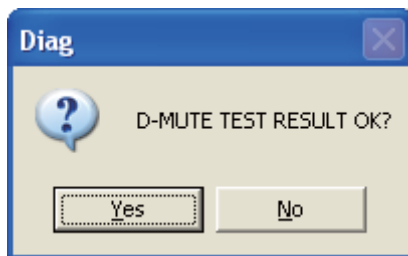 Diag
D-MUTE TEST RESULT OK?
Yes
No